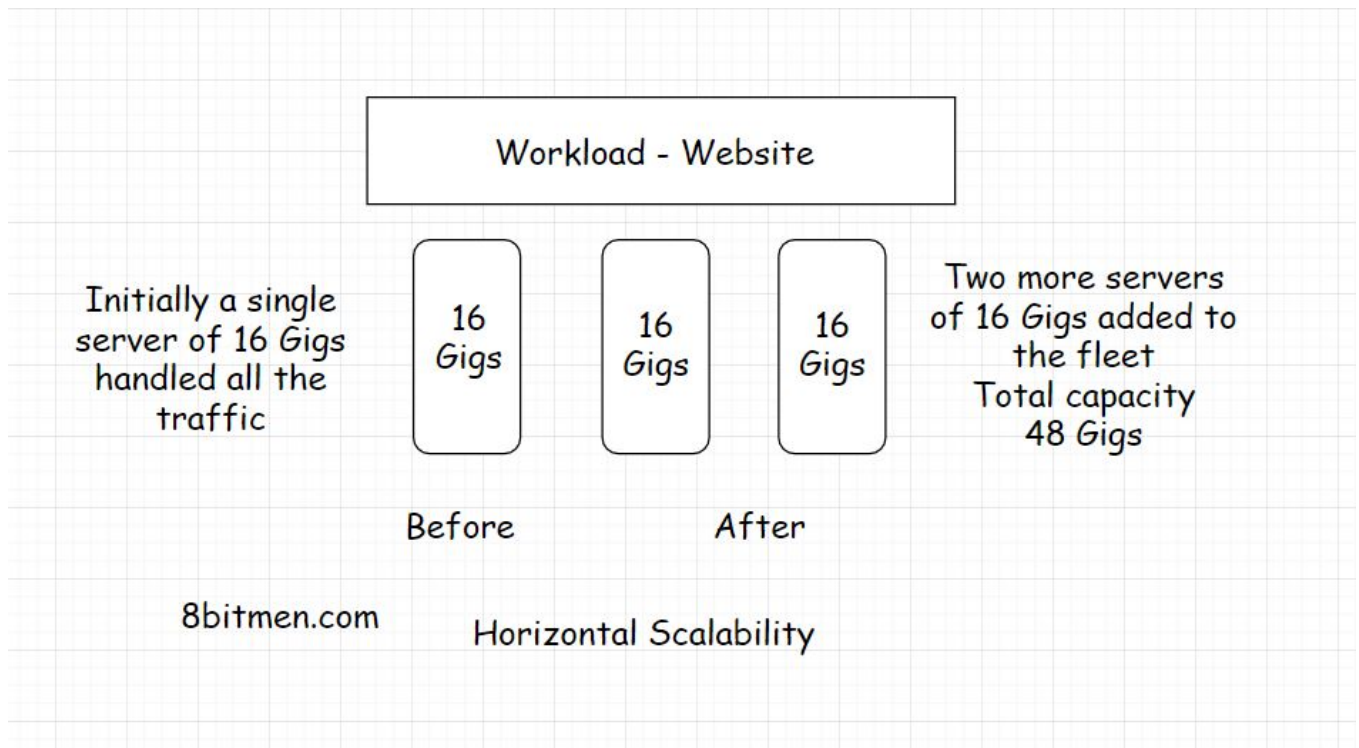 Workload - Website
Initially a single
server of 16 Gigs
handled all the
traffic
16
Gigs
16
Gigs
16
Gigs
Two more servers
of 16 Gigs added to
the fleet
Total capacity
48 Gigs
Before
After
8bitmen.com
Horizontal Scalability